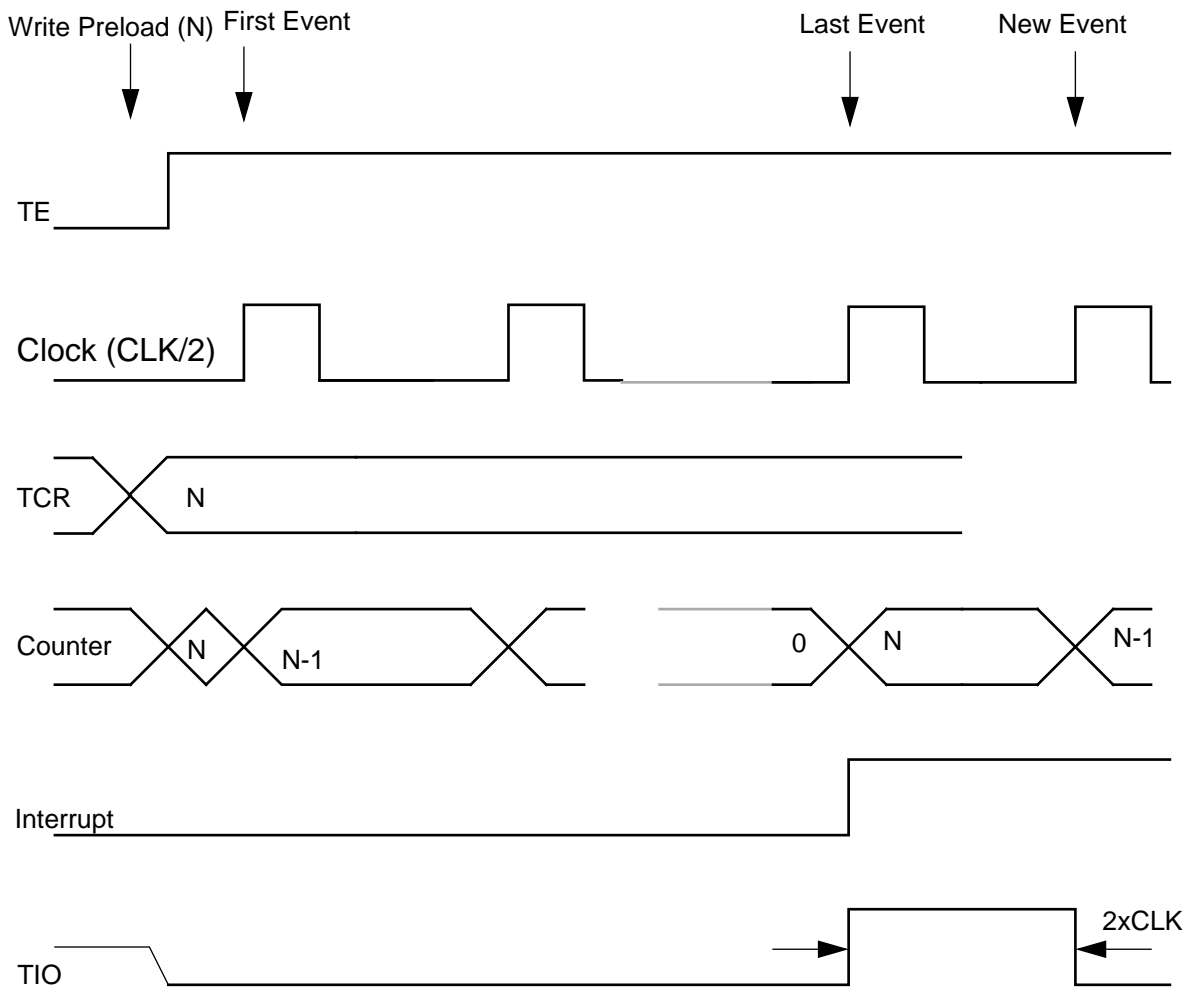 Write Preload (N) First Event Last Event New Event
TE
Clock (CLK/2)
TCR N
Counter N N-1 0 N N-1
Interrupt
2xCLK
TIO